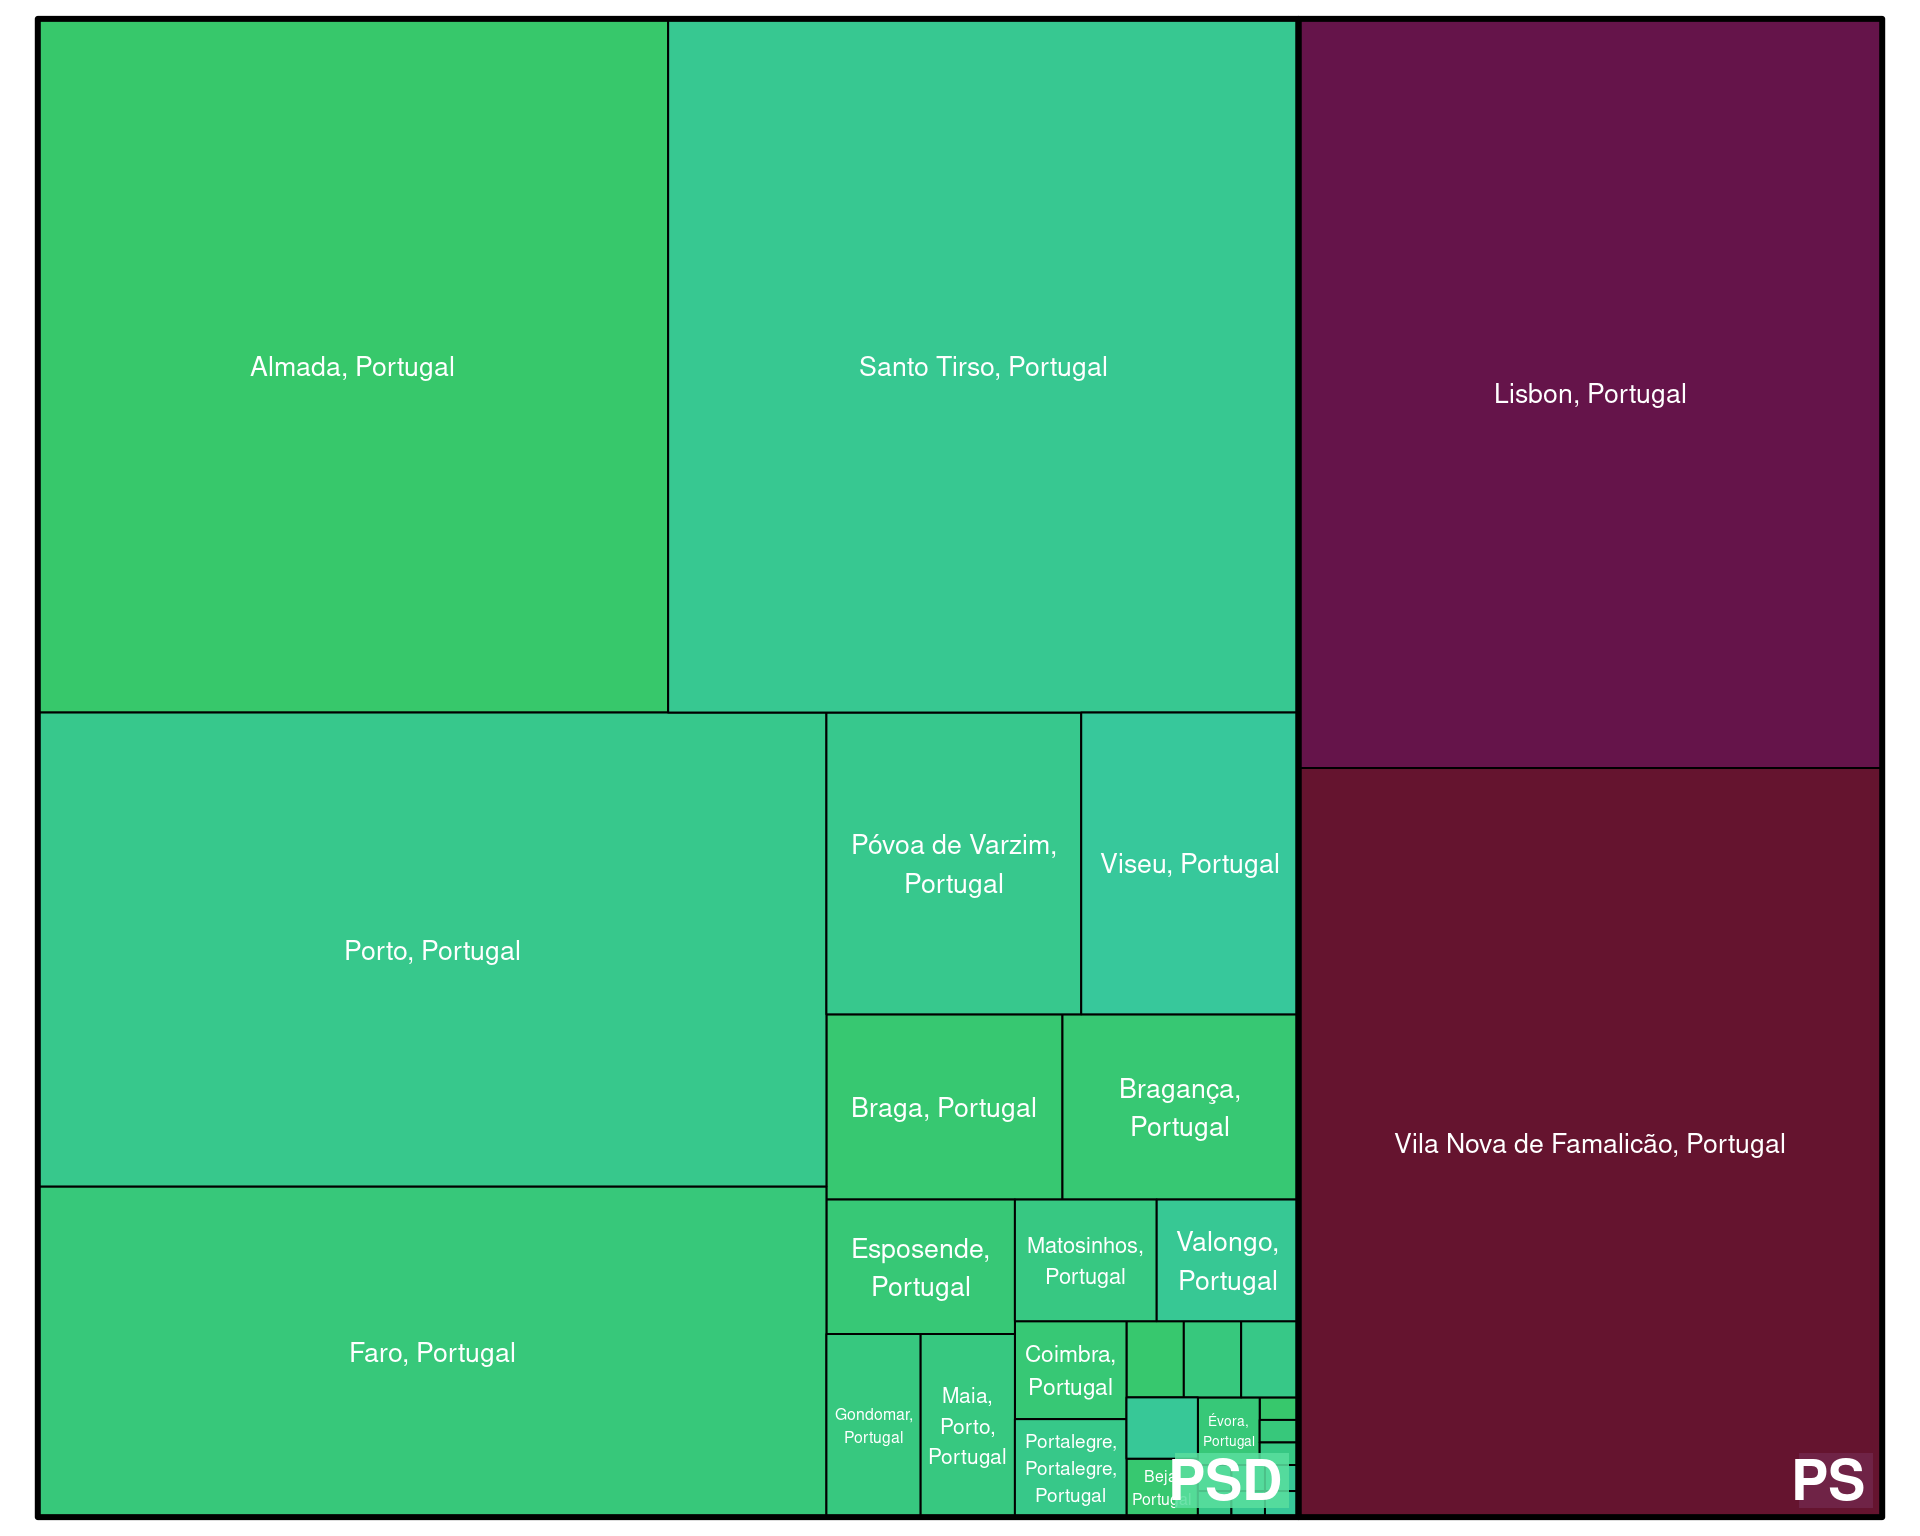 Almada, Portugal
Santo Tirso, Portugal
Lisbon, Portugal
Porto, Portugal
Póvoa de Varzim,
Portugal
Viseu, Portugal
Braga, Portugal
Bragança,
Portugal
Vila Nova de Famalicão, Portugal
Faro, Portugal
Esposende,
Portugal
Matosinhos,
Portugal
Valongo,
Portugal
Gondomar,
Portugal
Maia,
Porto,
Portugal
Coimbra,
Portugal
Portalegre,
Portalegre,
Portugal
Évora,
Portugal
Beja
Portugal
PSD
PS